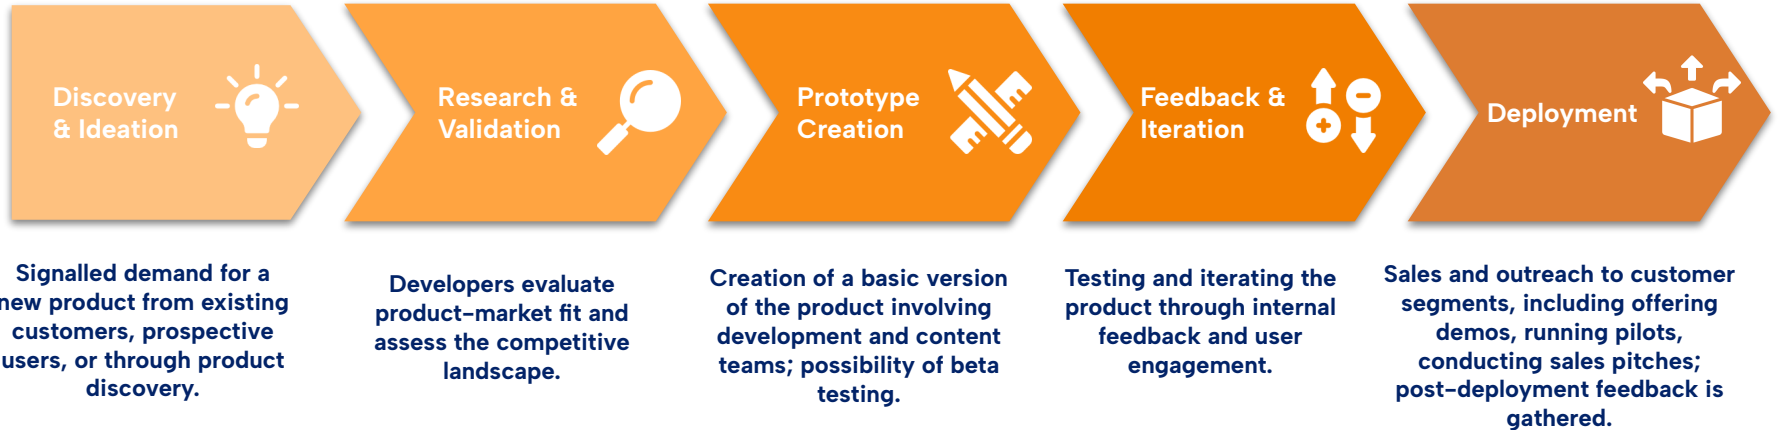 Discovery
& Ideation
Research &
Validation
Prototype
Creation
Feedback &
Iteration
Deployment
Signalled demand for a
new product from existing
customers, prospective
users, or through product
discovery.
Developers evaluate
product-market fit and
assess the competitive
landscape.
Creation of a basic version
of the product involving
development and content
teams; possibility of beta
testing.
Testing and iterating the
product through internal
feedback and user
engagement.
Sales and outreach to customer
segments, including offering
demos, running pilots,
conducting sales pitches;
post-deployment feedback is
gathered.